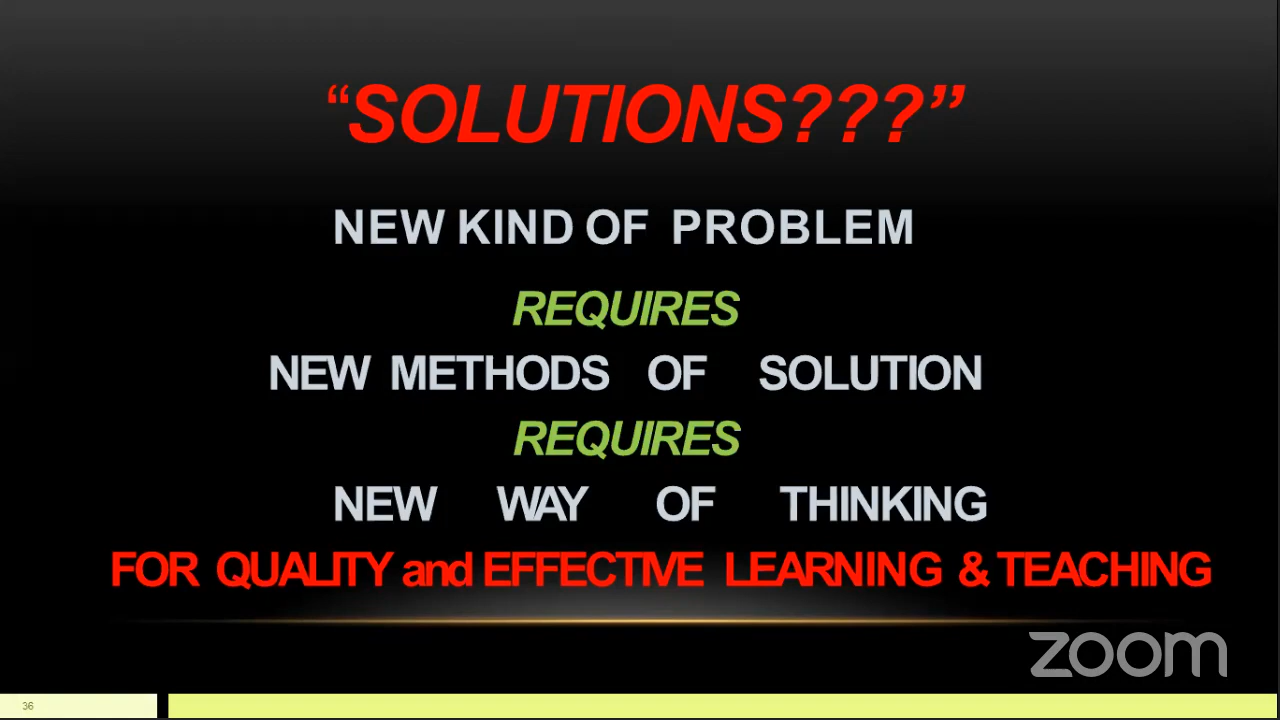 “SOLUTIONS???”
NEW KIND OF PROBLEM
REQUIRES
NEW METHODS OF SOLUTION
REQUIRES
NEW WAY OF THINKING
FOR QUALITY and EFFECTIVE LEARNING & TEACHING
zoom
36